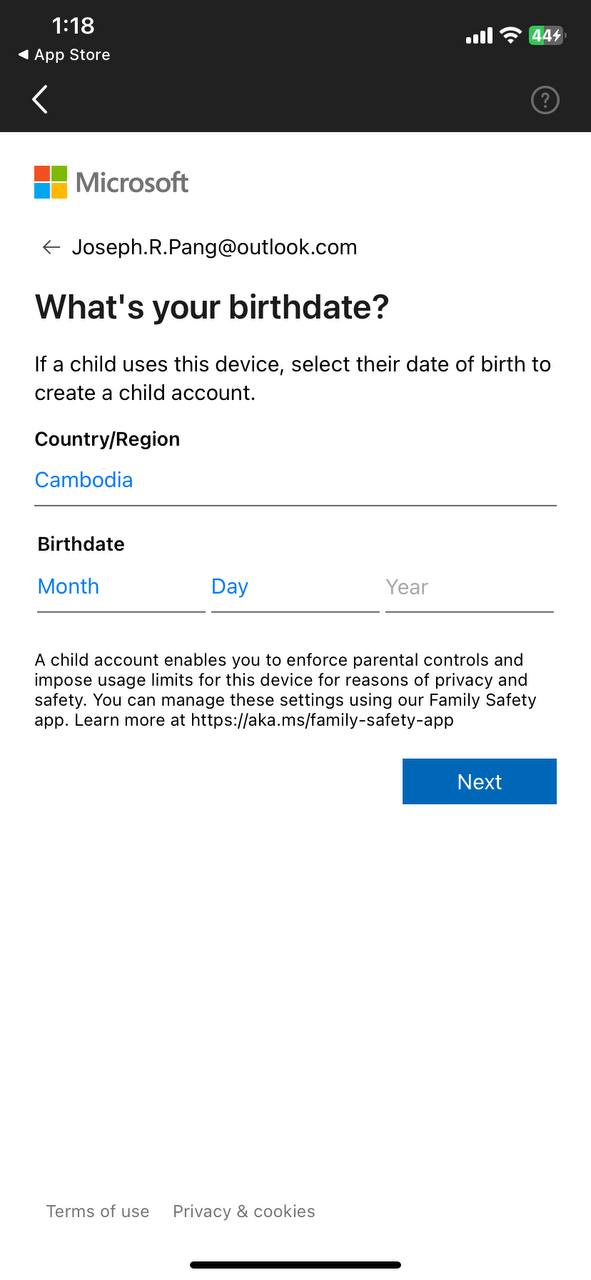 1:18
44
◀ App Store
?
Microsoft
← Joseph.R.Pang@outlook.com
What's your birthdate?
If a child uses this device, select their date of birth to
create a child account.
Country/Region
Cambodia
Birthdate
Month Day Year
A child account enables you to enforce parental controls and
impose usage limits for this device for reasons of privacy and
safety. You can manage these settings using our Family Safety
app. Learn more at https://aka.ms/family-safety-app
Next
Terms of use Privacy & cookies